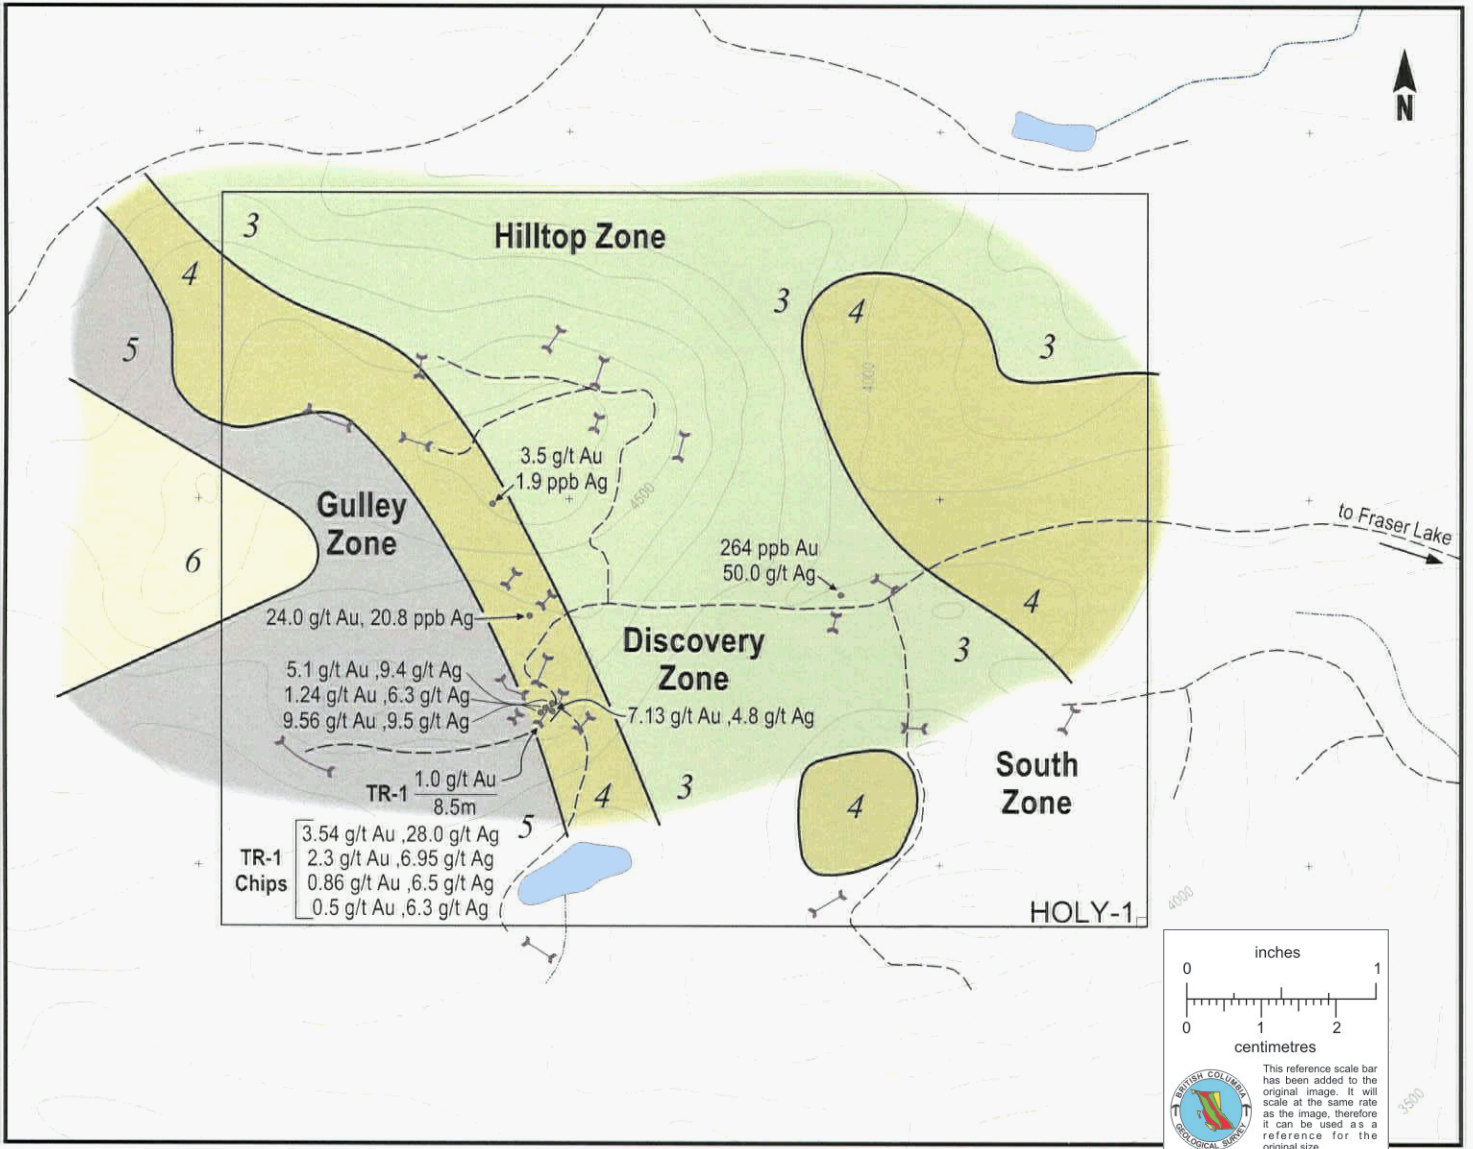 N
3
Hilltop Zone
4
3
4
5
3
4000
3.5 g/t Au
1.9 ppb Ag
4500
Gulley
Zone
to Fraser Lake
6
264 ppb Au
50.0 g/t Ag
4
24.0 g/t Au, 20.8 ppb Ag
Discovery
Zone
3
5.1 g/t Au ,9.4 g/t Ag
1.24 g/t Au ,6.3 g/t Ag
9.56 g/t Au ,9.5 g/t Ag
7.13 g/t Au ,4.8 g/t Ag
South
Zone
TR-1
1.0 g/t Au
8.5m
4
3
4
5
TR-1
Chips
3.54 g/t Au ,28.0 g/t Ag
2.3 g/t Au ,6.95 g/t Ag
0.86 g/t Au ,6.5 g/t Ag
0.5 g/t Au ,6.3 g/t Ag
HOLY-1
4000
inches
0 1
0 1 2
centimetres
This reference scale bar
has been added to the
original image. It will
scale at the same rate
as the image, therefore
it can be used as a
reference for the
original size.
BRITISH COLUMBIA
GEOLOGICAL SURVEY
3500